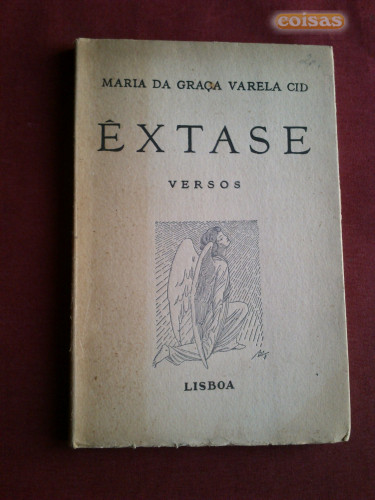 coisas
MARIA DA GRAÇA VARELA CID
ÊXTASE
VERSOS
LISBOA